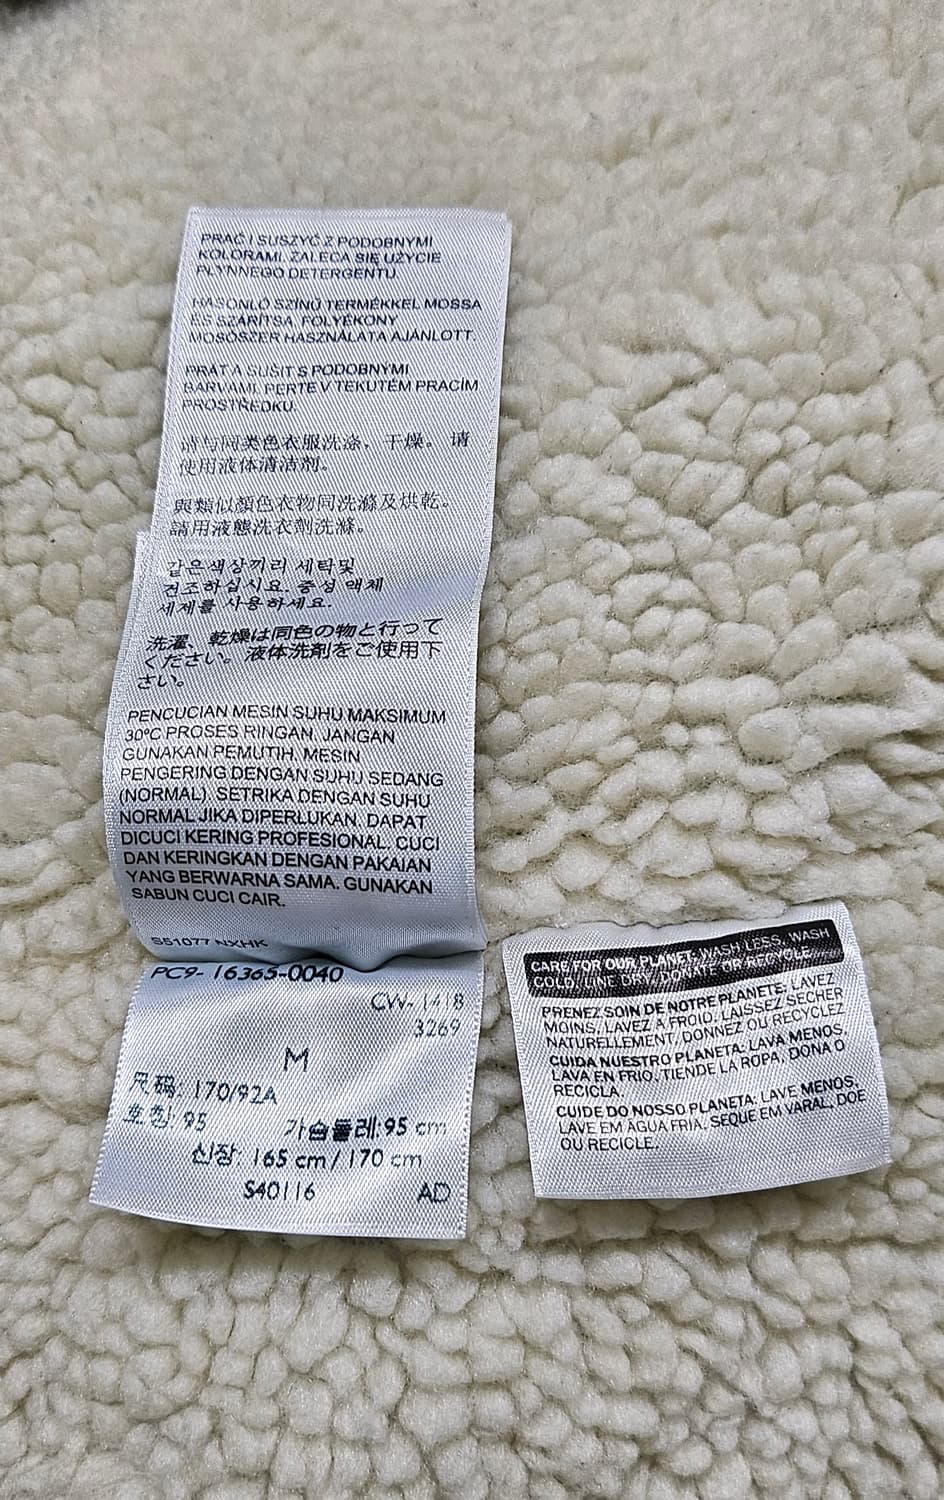 PRAĆ I SUSZYĆ Z PODOBNYMI
KOLORAMI. ZALECA SIĘ UŻYCIE
PŁYNNEGO DETERGENTU.
HASONLÓ SZÍNŰ TERMÉKKEL MOSSA
ÉS SZÁRÍTSA. FOLYÉKONY
MOSÓSZER HASZNÁLATA AJÁNLOTT.
PRÁT A SUŠIT S PODOBNÝMI
BARVAMI. PERTE V TEKUTÉM PRACÍM
PROSTŘEDKU.
请与同类色衣服洗涤，干燥。请
使用液体清洁剂。
與類似顏色衣物同洗滌及烘乾。
請用液態洗衣劑洗滌。
같은색상끼리 세탁및
건조하십시요. 중성 액체
세제를 사용하세요.
洗濯、乾燥は同色の物と行って
ください。液体洗剤をご使用下
さい。
PENCUCIAN MESIN SUHU MAKSIMUM
30ºC PROSES RINGAN. JANGAN
GUNAKAN PEMUTIH. MESIN
PENGERING DENGAN SUHU SEDANG
(NORMAL). SETRIKA DENGAN SUHU
NORMAL JIKA DIPERLUKAN. DAPAT
DICUCI KERING PROFESIONAL. CUCI
DAN KERINGKAN DENGAN PAKAIAN
YANG BERWARNA SAMA. GUNAKAN
SABUN CUCI CAIR.
S51077 NXHK
PC9-16365-0040
CW-1418
3269
M
尺码: 170/92A
호칭: 95 가슴둘레:95 cm
신장: 165 cm/170 cm
S40116 AD
CARE FOR OUR PLANET: WASH LESS, WASH
COLD, LINE DRY, DONATE OR RECYCLE
PRENEZ SOIN DE NOTRE PLANÈTE: LAVEZ
MOINS, LAVEZ À FROID, LAISSEZ SÉCHER
NATURELLEMENT, DONNEZ OU RECYCLEZ
CUIDA NUESTRO PLANETA: LAVA MENOS,
LAVA EN FRÍO, TIENDE LA ROPA, DONA O
RECICLA.
CUIDE DO NOSSO PLANETA: LAVE MENOS,
LAVE EM ÁGUA FRIA, SEQUE EM VARAL, DOE
OU RECICLE.